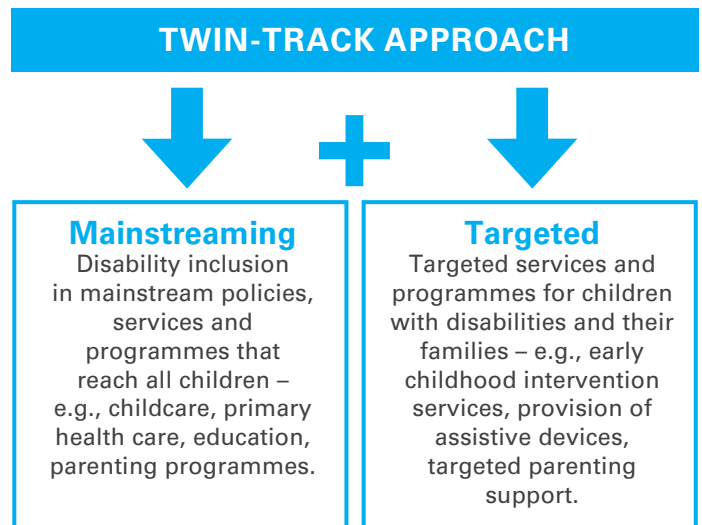 TWIN-TRACK APPROACH
Mainstreaming
Disability inclusion
in mainstream policies,
services and
programmes that
reach all children –
e.g., childcare, primary
health care, education,
parenting programmes.
Targeted
Targeted services and
programmes for children
with disabilities and their
families – e.g., early
childhood intervention
services, provision of
assistive devices,
targeted parenting
support.